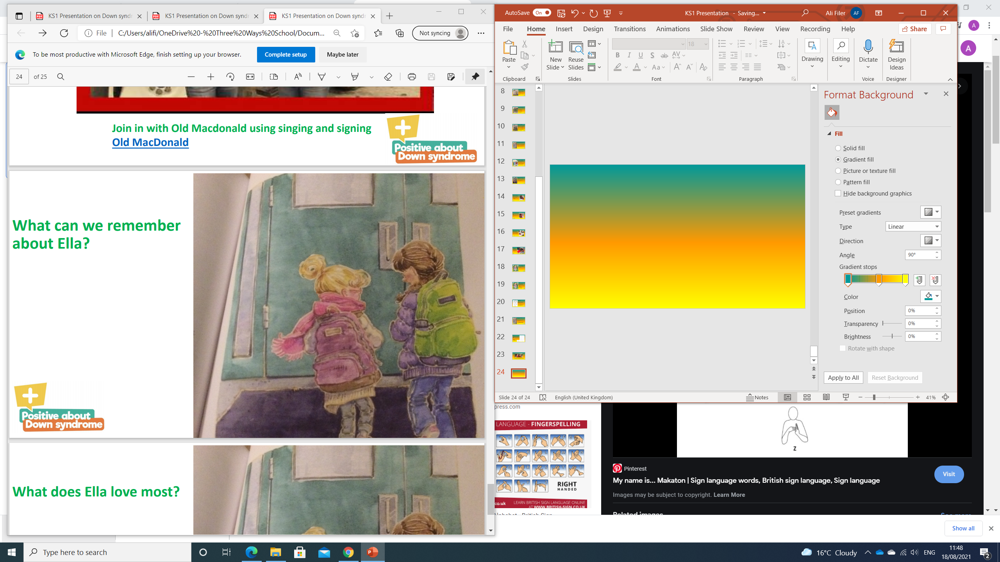 KS1 Presentation on Down syndr
KS1 Presentation on Down syndr
KS1 Presentation on Down syndr
File
C:/Users/alifi/OneDrive%20-%20Three%20Ways%20School/Docum...
Not syncing
To be most productive with Microsoft Edge, finish setting up your browser.
Complete setup
Maybe later
24
of 25
Join in with Old Macdonald using singing and signing
Old MacDonald
Positive about
Down syndrome
What can we remember
about Ella?
Positive about
Down syndrome
What does Ella love most?
AutoSave
On
KS1 Presentation - Saving...
Ali Filer
AF
File
Home
Insert
Design
Transitions
Animations
Slide Show
Review
View
Recording
Help
Share
Paste
New
Slide
Reuse
Slides
18
Drawing
Editing
Dictate
Design
Ideas
Clipboard
Slides
Font
Paragraph
Voice
Designer
8
9
10
11
12
13
14
15
16
17
18
19
20
21
22
23
24
Format Background
Fill
Solid fill
Gradient fill
Picture or texture fill
Pattern fill
Hide background graphics
Preset gradients
Type
Linear
Direction
Angle
90°
Gradient stops
Color
Position
0%
Transparency
0%
Brightness
0%
Rotate with shape
Apply to All
Reset Background
Slide 24 of 24
English (United Kingdom)
Notes
41%
A
A
press.com
LANGUAGE - FINGERSPELLING
RIGHT
HANDED
co.uk
LEARN BRITISH SIGN LANGUAGE ONLINE
AT WWW.BRITISH-SIGN.CO.UK
Z
Pinterest
My name is... Makaton | Sign language words, British sign language, Sign language
Visit
Images may be subject to copyright. Learn More
Related images
See more
Show all
Type here to search
16°C Cloudy
ENG
11:48
18/08/2021
2